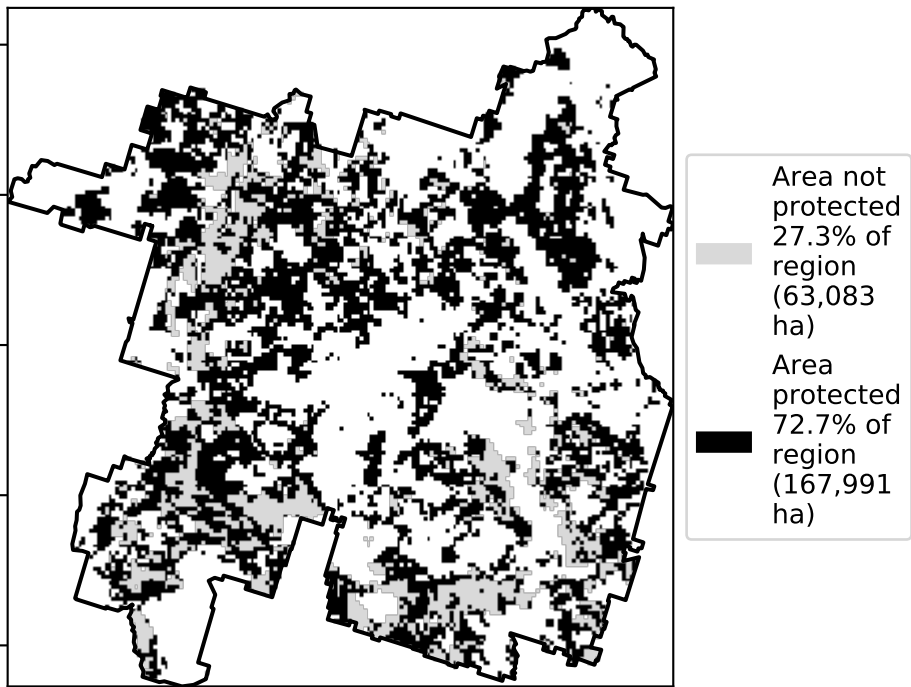 Area not
protected
27.3% of
region
(63,083
ha)
Area
protected
72.7% of
region
(167,991
ha)